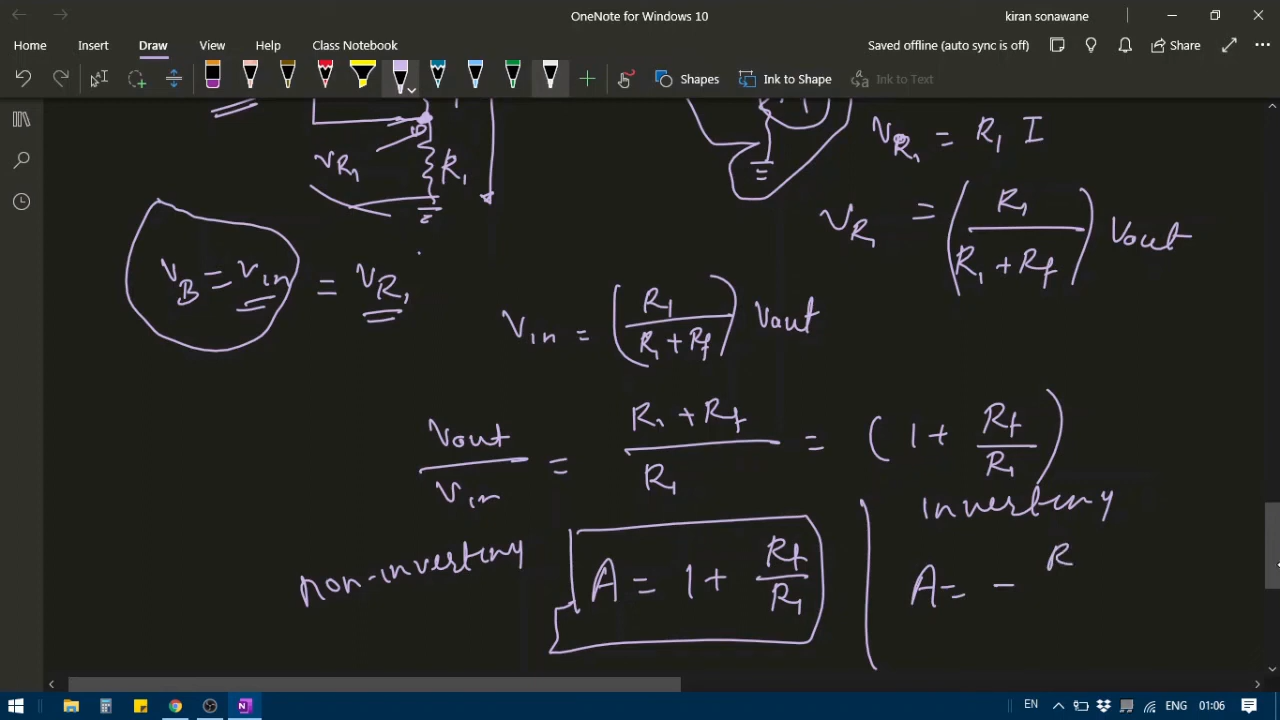 OneNote for Windows 10
kiran sonawane
Home Insert Draw View Help Class Notebook
Saved offline (auto sync is off) Share
Shapes Ink to Shape Ink to Text
VR1 = R1 I
VR1 R1
VR1 = (R1 / (R1 + Rf)) Vout
VB = Vin = VR1
Vin = (R1 / (R1 + Rf)) Vout
Vout / Vin = (R1 + Rf) / R1 = (1 + Rf / R1)
non-inverting A = 1 + Rf / R1
inverting
A = - R
EN ENG 01:06